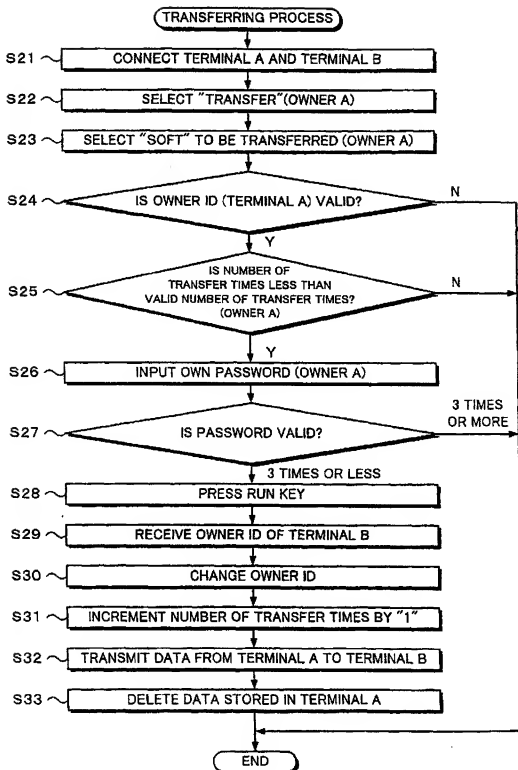 TRANSFERRING PROCESS
S21 CONNECT TERMINAL A AND TERMINAL B
S22 SELECT "TRANSFER"(OWNER A)
S23 SELECT "SOFT" TO BE TRANSFERRED (OWNER A)
S24 IS OWNER ID (TERMINAL A) VALID? N
Y
IS NUMBER OF
TRANSFER TIMES LESS THAN
S25 VALID NUMBER OF TRANSFER TIMES? N
(OWNER A)
Y
S26 INPUT OWN PASSWORD (OWNER A)
S27 IS PASSWORD VALID? 3 TIMES
OR MORE
3 TIMES OR LESS
S28 PRESS RUN KEY
S29 RECEIVE OWNER ID OF TERMINAL B
S30 CHANGE OWNER ID
S31 INCREMENT NUMBER OF TRANSFER TIMES BY "1"
S32 TRANSMIT DATA FROM TERMINAL A TO TERMINAL B
S33 DELETE DATA STORED IN TERMINAL A
END